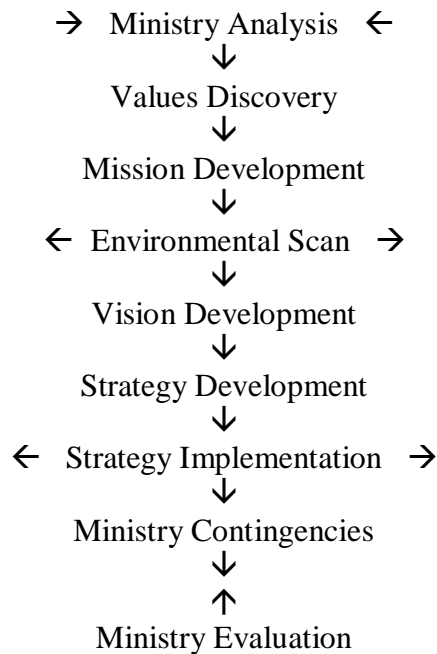 → Ministry Analysis ←
↓
Values Discovery
↓
Mission Development
↓
← Environmental Scan →
↓
Vision Development
↓
Strategy Development
↓
← Strategy Implementation →
↓
Ministry Contingencies
↓
↑
Ministry Evaluation